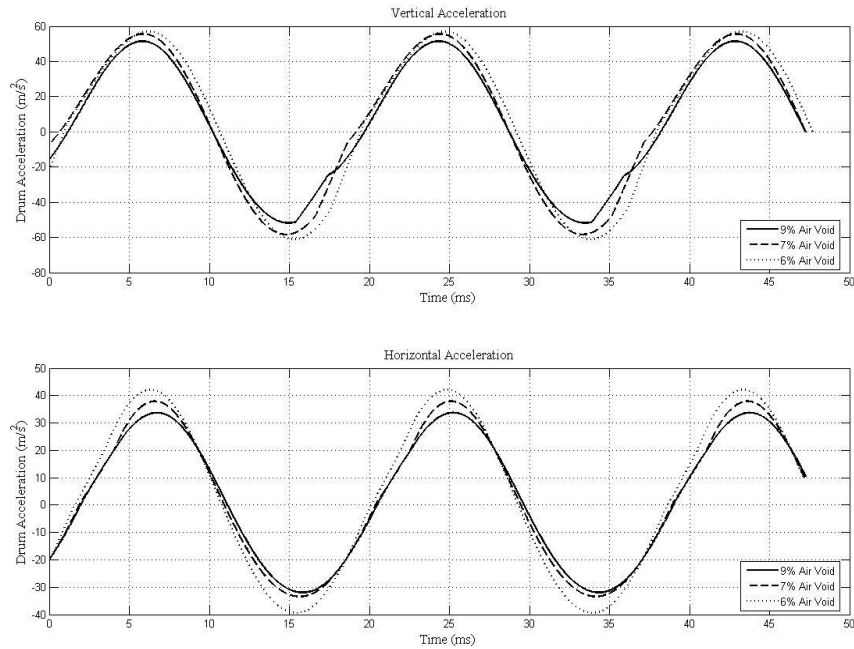 Vertical Acceleration
Drum Acceleration (m/s²)
60
40
20
0
-20
-40
-60
-80
0 5 10 15 20 25 30 35 40 45 50
Time (ms)
9% Air Void
7% Air Void
6% Air Void
Horizontal Acceleration
Drum Acceleration (m/s²)
50
40
30
20
10
0
-10
-20
-30
-40
0 5 10 15 20 25 30 35 40 45 50
Time (ms)
9% Air Void
7% Air Void
6% Air Void